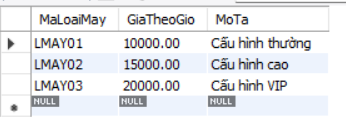 MaLoaiMay GiaTheoGio MoTa
LMAY01 10000.00 Cấu hình thường
LMAY02 15000.00 Cấu hình cao
LMAY03 20000.00 Cấu hình VIP
NULL NULL NULL